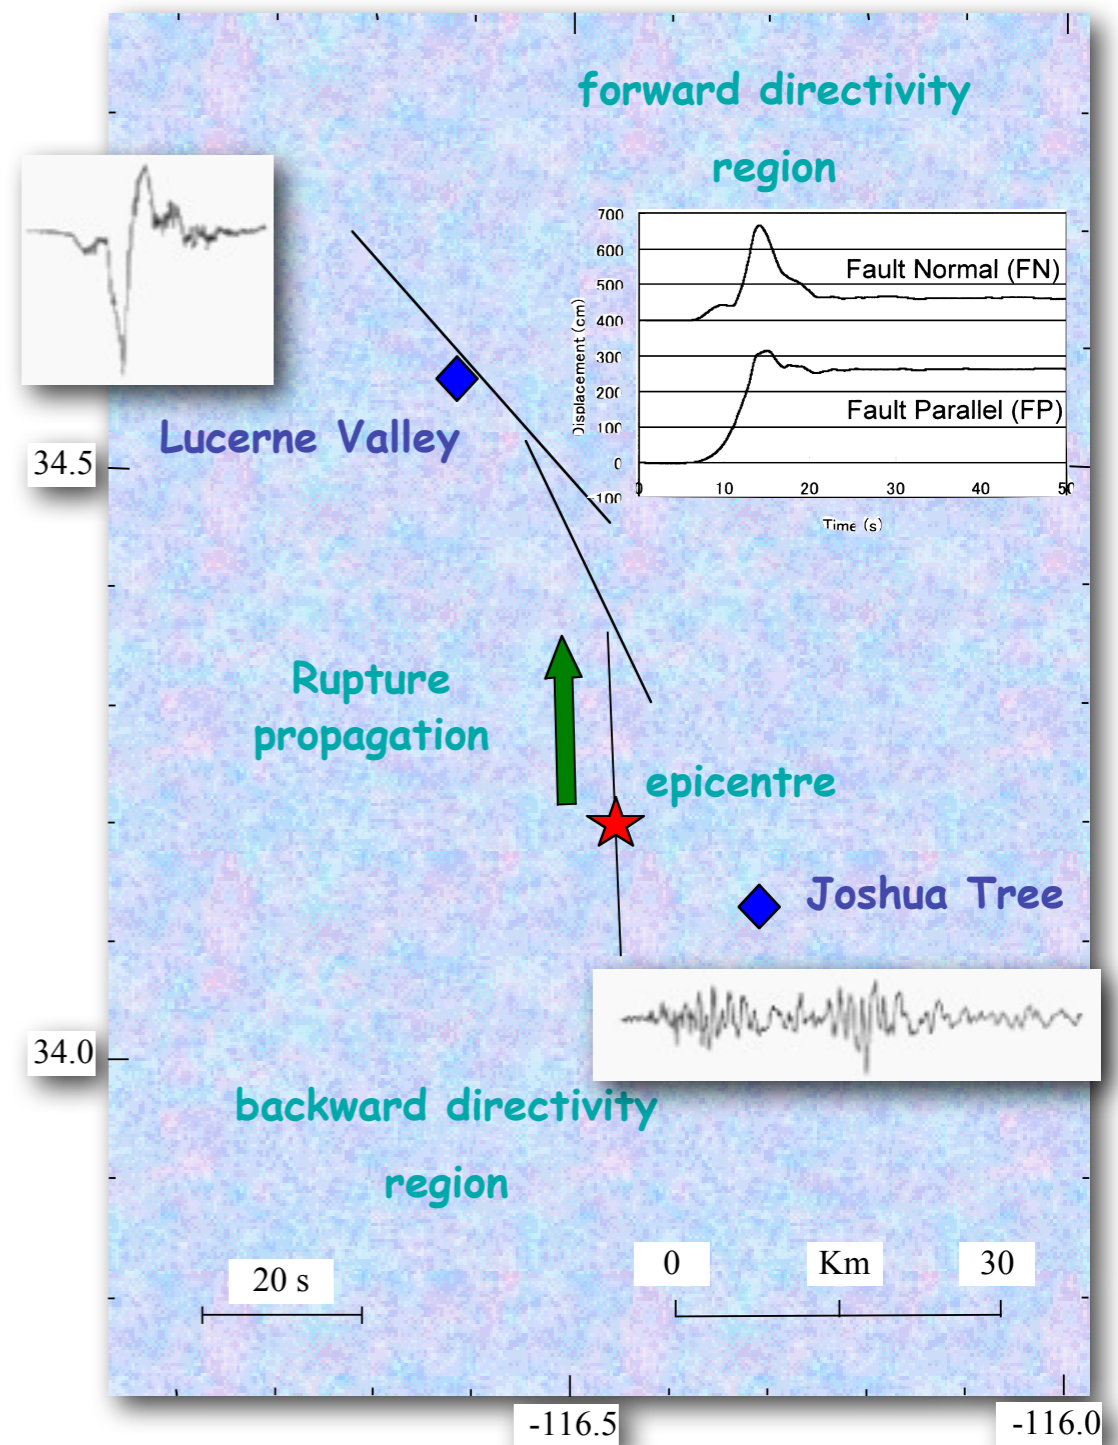 forward directivity
region
700
600
500
400
300
200
100
0
-100
Displacement (cm)
Fault Normal (FN)
Fault Parallel (FP)
0 10 20 30 40 50
Time (s)
Lucerne Valley
34.5
Rupture
propagation
epicentre
Joshua Tree
34.0
backward directivity
region
20 s
0 Km 30
-116.5 -116.0